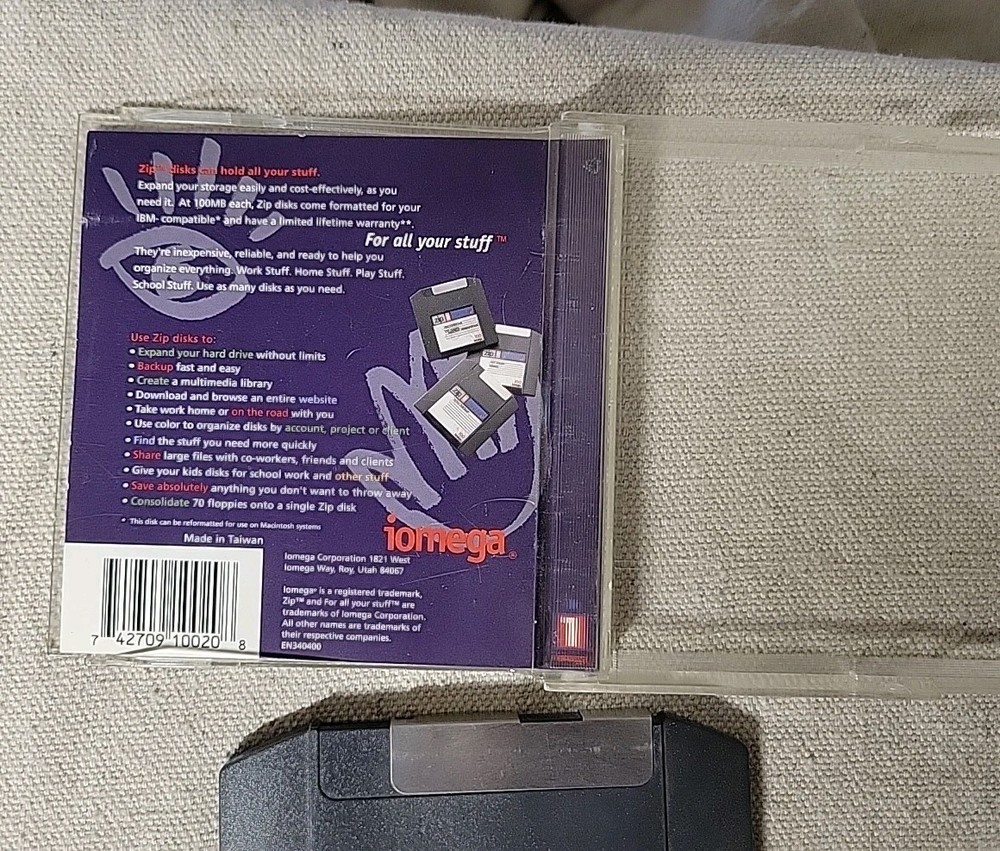 Zip™ disks can hold all your stuff.
Expand your storage easily and cost-effectively, as you
need it. At 100MB each, Zip disks come formatted for your
IBM- compatible* and have a limited lifetime warranty**.
For all your stuff™
They're inexpensive, reliable, and ready to help you
organize everything. Work Stuff. Home Stuff. Play Stuff.
School Stuff. Use as many disks as you need.
Use Zip disks to:
• Expand your hard drive without limits
• Backup fast and easy
• Create a multimedia library
• Download and browse an entire website
• Take work home or on the road with you
• Use color to organize disks by account, project or client
• Find the stuff you need more quickly
• Share large files with co-workers, friends and clients
• Give your kids disks for school work and other stuff
• Save absolutely anything you don't want to throw away
• Consolidate 70 floppies onto a single Zip disk
* This disk can be reformatted for use on Macintosh systems
Made in Taiwan
iomega®
Iomega Corporation 1821 West
Iomega Way, Roy, Utah 84067
Iomega® is a registered trademark,
Zip™ and For all your stuff™ are
trademarks of Iomega Corporation.
All other names are trademarks of
their respective companies.
EN340400
7 42709 10020 8